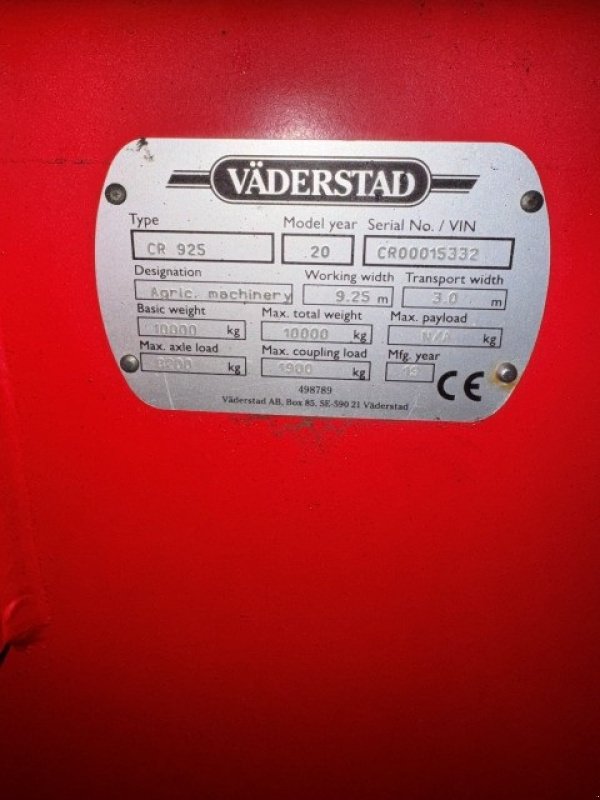 VÄDERSTAD
Type Model year Serial No. / VIN
CR 925 20 CR00015332
Designation Working width Transport width
Agric. machinery 9.25 m 3.0 m
Basic weight Max. total weight Max. payload
10000 kg 10000 kg N/A kg
Max. axle load Max. coupling load Mfg. year
kg 1900 kg CE
498789
Väderstad AB, Box 85, SE-590 21 Väderstad